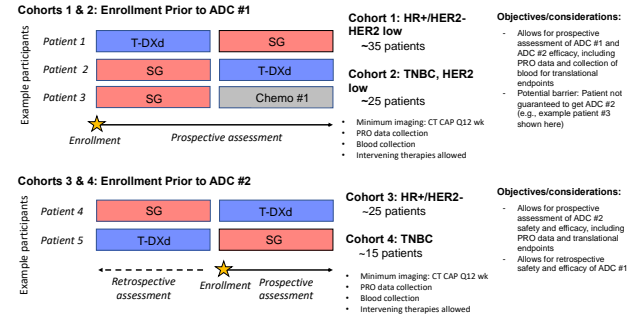 Cohorts 1 & 2: Enrollment Prior to ADC #1
Example participants
Patient 1
T-DXd
SG
Patient 2
SG
T-DXd
Patient 3
SG
Chemo #1
Enrollment
Prospective assessment
Cohort 1: HR+/HER2-
HER2 low
~35 patients
Cohort 2: TNBC, HER2
low
~25 patients
• Minimum imaging: CT CAP Q12 wk
• PRO data collection
• Blood collection
• Intervening therapies allowed
Objectives/considerations:
- Allows for prospective
assessment of ADC #1 and
ADC #2 efficacy, including
PRO data and collection of
blood for translational
endpoints
- Potential barrier: Patient not
guaranteed to get ADC #2
(e.g., example patient #3
shown here)
Cohorts 3 & 4: Enrollment Prior to ADC #2
Example participants
Patient 4
SG
T-DXd
Patient 5
T-DXd
SG
Retrospective
assessment
Enrollment
Prospective
assessment
Cohort 3: HR+/HER2-
~25 patients
Cohort 4: TNBC
~15 patients
• Minimum imaging: CT CAP Q12 wk
• PRO data collection
• Blood collection
• Intervening therapies allowed
Objectives/considerations:
- Allows for prospective
assessment of ADC #2
safety and efficacy, including
PRO data and translational
endpoints
- Allows for retrospective
safety and efficacy of ADC #1